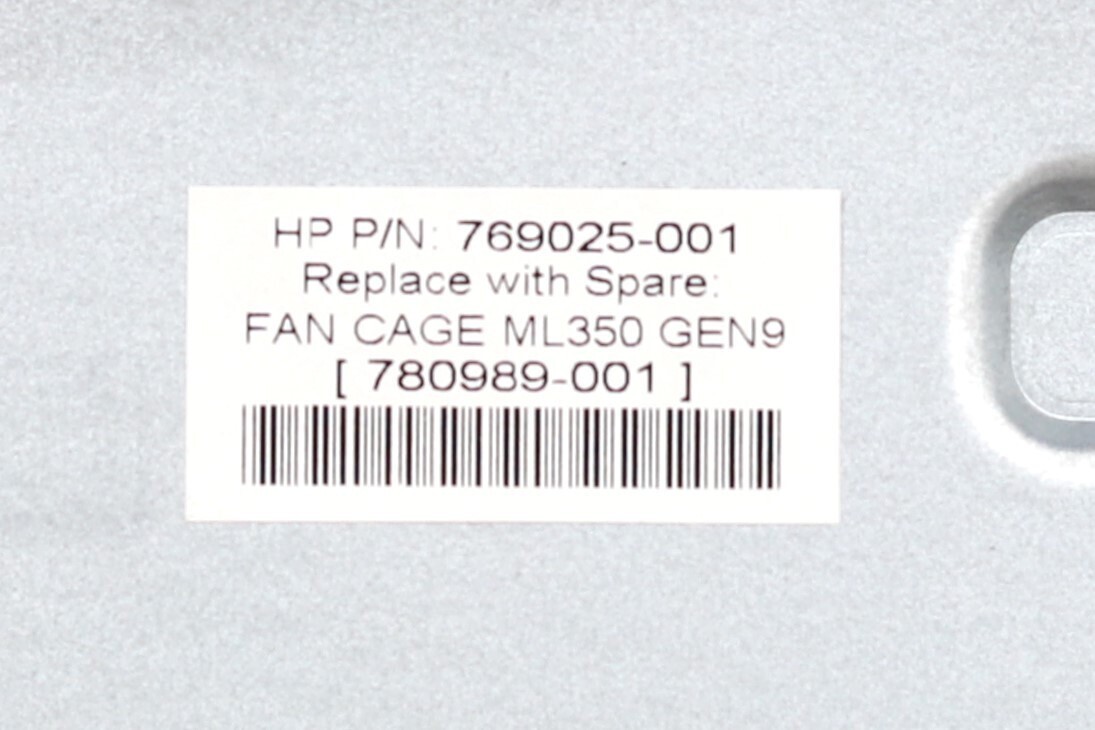 HP P/N: 769025-001
Replace with Spare:
FAN CAGE ML350 GEN9
[ 780989-001 ]